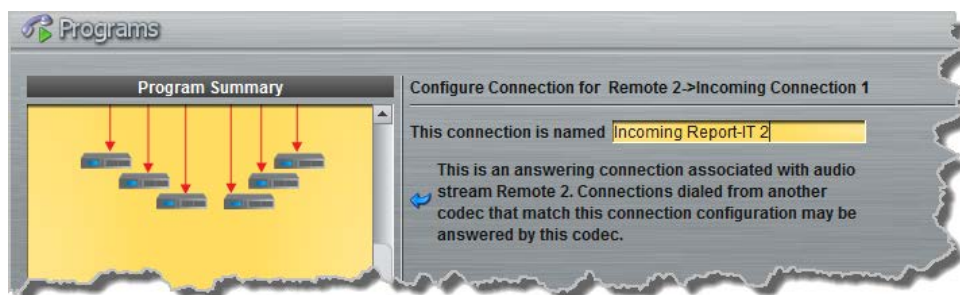 Programs
Program Summary
Configure Connection for Remote 2->Incoming Connection 1
This connection is named Incoming Report-IT 2
This is an answering connection associated with audio
stream Remote 2. Connections dialed from another
codec that match this connection configuration may be
answered by this codec.